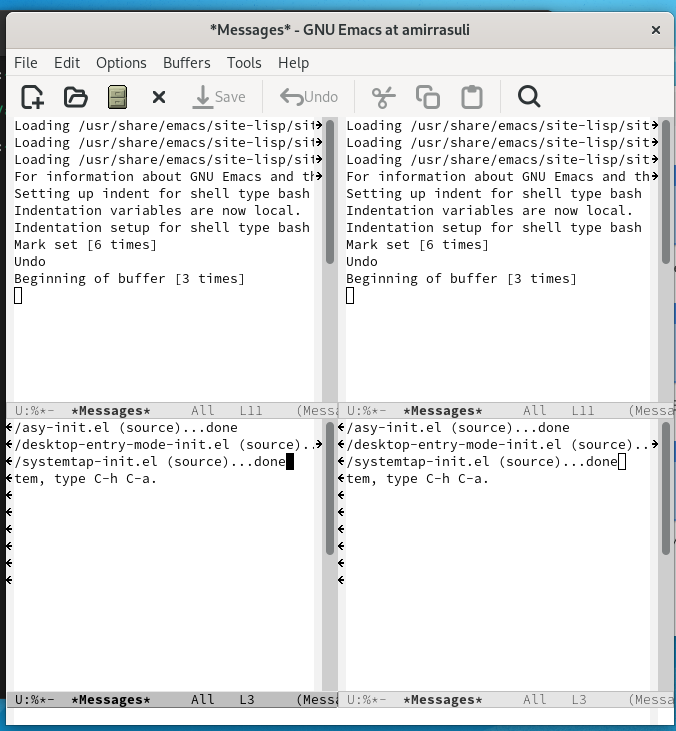 *Messages* - GNU Emacs at amirrasuli
File Edit Options Buffers Tools Help
Save Undo
Loading /usr/share/emacs/site-lisp/sit
Loading /usr/share/emacs/site-lisp/sit
Loading /usr/share/emacs/site-lisp/sit
For information about GNU Emacs and th
Setting up indent for shell type bash
Indentation variables are now local.
Indentation setup for shell type bash
Mark set [6 times]
Undo
Beginning of buffer [3 times]
U:%*- *Messages* All L11 (Messa
Loading /usr/share/emacs/site-lisp/sit
Loading /usr/share/emacs/site-lisp/sit
Loading /usr/share/emacs/site-lisp/sit
For information about GNU Emacs and th
Setting up indent for shell type bash
Indentation variables are now local.
Indentation setup for shell type bash
Mark set [6 times]
Undo
Beginning of buffer [3 times]
U:%*- *Messages* All L11 (Messa
/asy-init.el (source)...done
/desktop-entry-mode-init.el (source)..
/systemtap-init.el (source)...done
tem, type C-h C-a.
U:%*- *Messages* All L3 (Messa
/asy-init.el (source)...done
/desktop-entry-mode-init.el (source)..
/systemtap-init.el (source)...done
tem, type C-h C-a.
U:%*- *Messages* All L3 (Messa